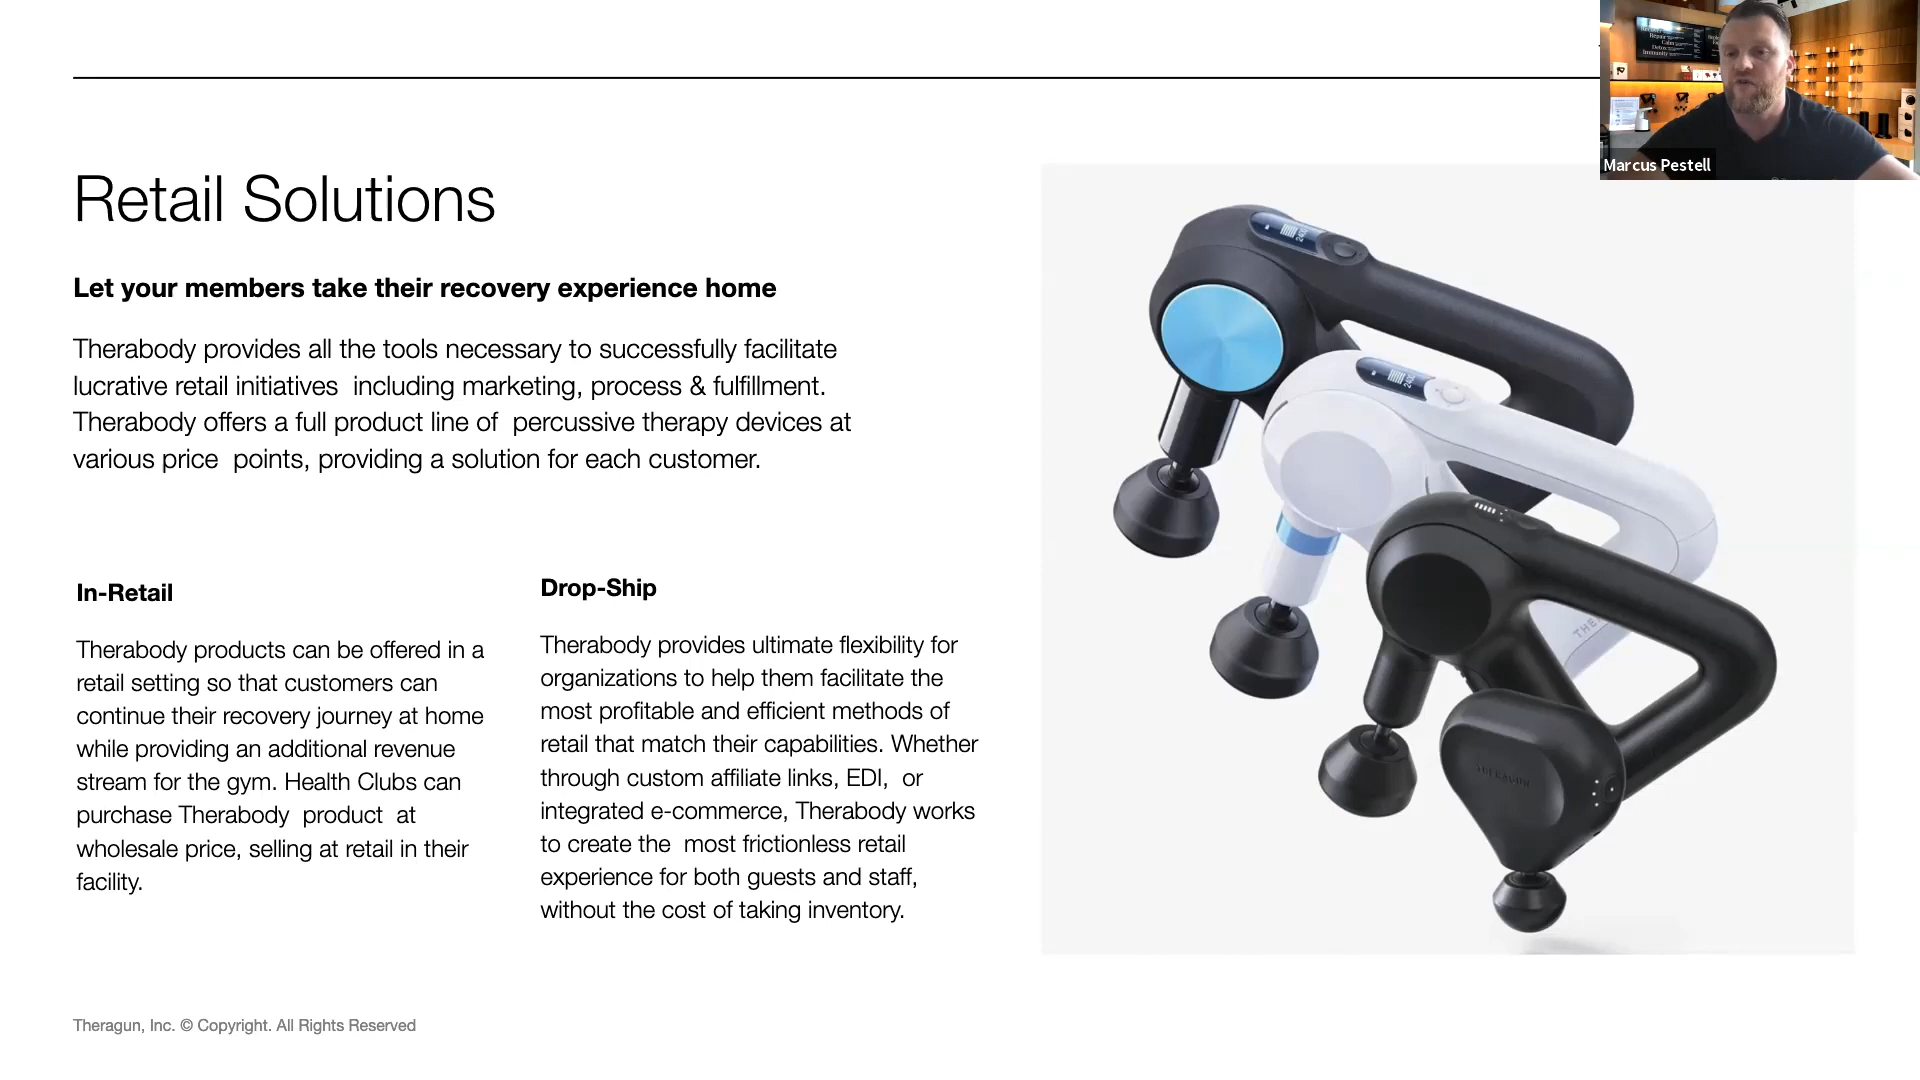 Retail Solutions
Let your members take their recovery experience home
Therabody provides all the tools necessary to successfully facilitate
lucrative retail initiatives  including marketing, process & fulfillment.
Therabody offers a full product line of  percussive therapy devices at
various price  points, providing a solution for each customer.
In-Retail
Therabody products can be offered in a
retail setting so that customers can
continue their recovery journey at home
while providing an additional revenue
stream for the gym. Health Clubs can
purchase Therabody  product  at
wholesale price, selling at retail in their
facility.
Drop-Ship
Therabody provides ultimate flexibility for
organizations to help them facilitate the
most profitable and efficient methods of
retail that match their capabilities. Whether
through custom affiliate links, EDI,  or
integrated e-commerce, Therabody works
to create the  most frictionless retail
experience for both guests and staff,
without the cost of taking inventory.
Theragun, Inc. © Copyright. All Rights Reserved
Repair
Calm
Detox
Immunity
Marcus Pestell
2400
2400
THERAGUN